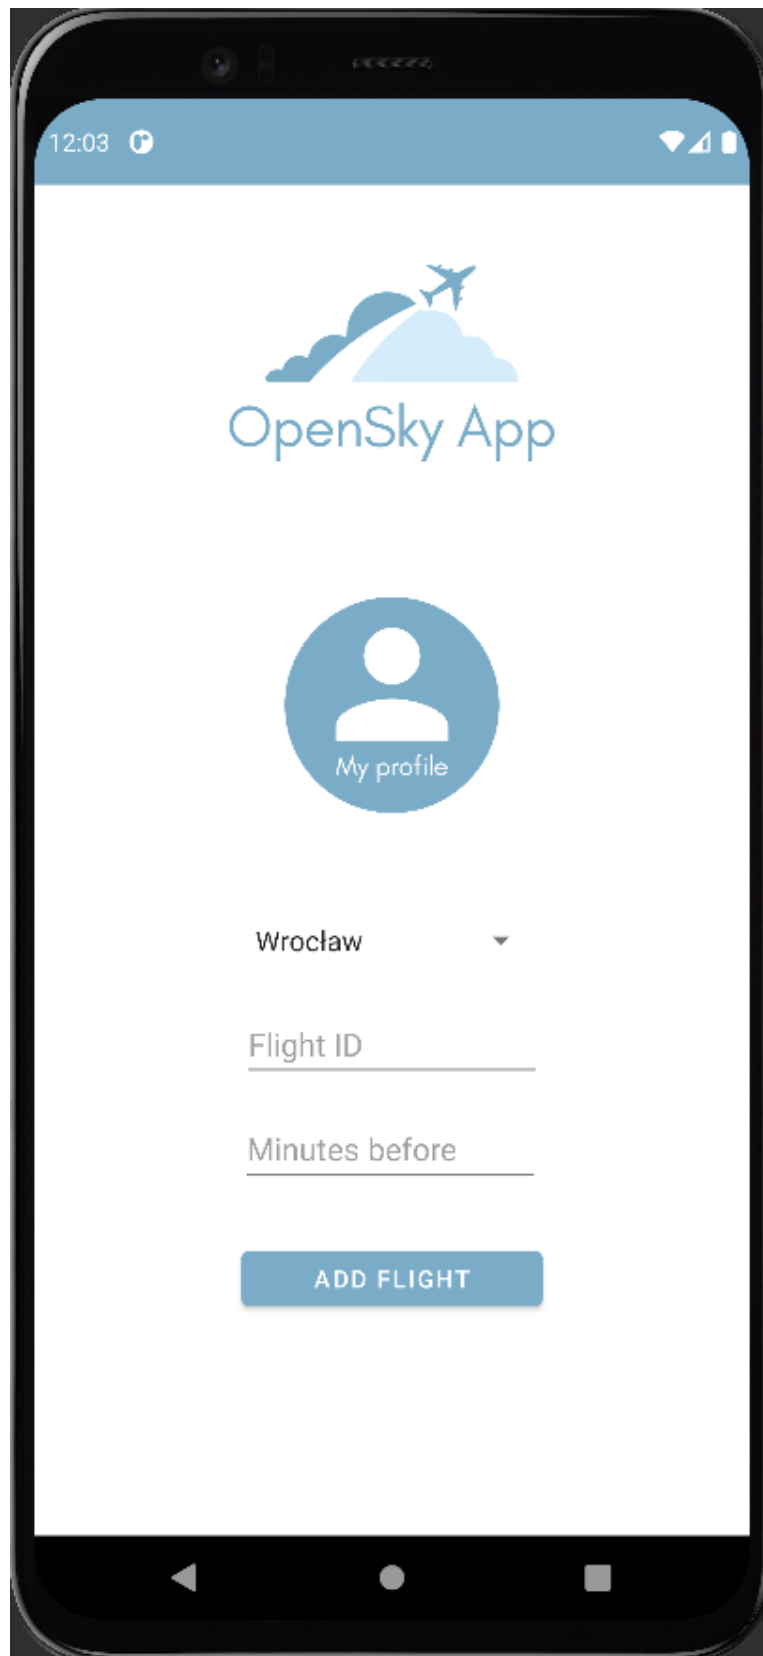 12:03
OpenSky App
My profile
Wrocław
Flight ID
Minutes before
ADD FLIGHT